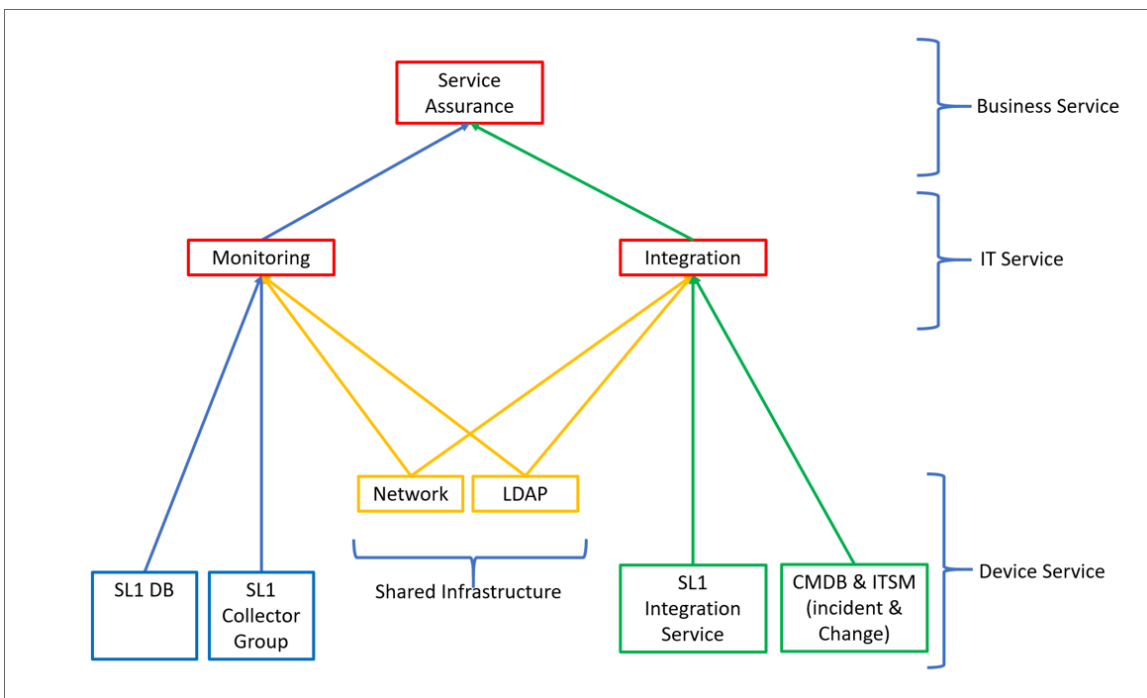 Service
Assurance
Business Service
Monitoring
Integration
IT Service
Network
LDAP
Shared Infrastructure
Device Service
SL1 DB
SL1
Collector
Group
SL1
Integration
Service
CMDB & ITSM
(incident &
Change)